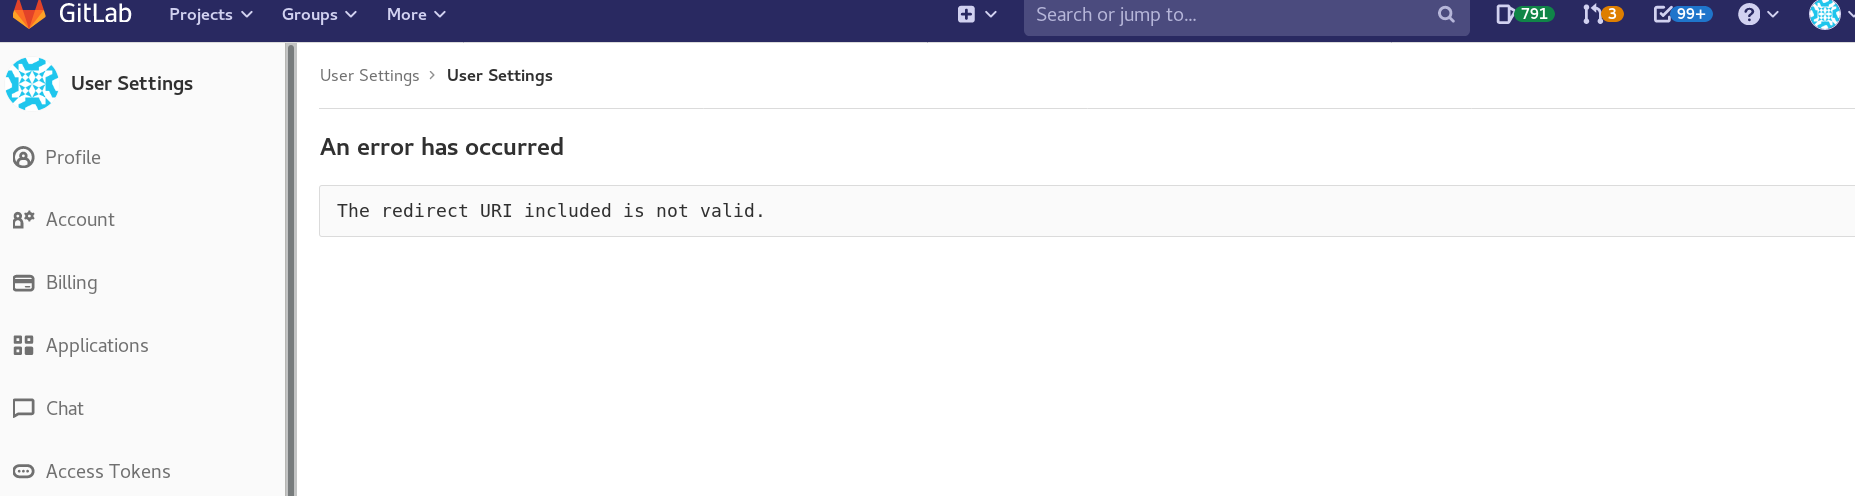 GitLab Projects Groups More Search or jump to... 791 3 99+ ?
User Settings
Profile
Account
Billing
Applications
Chat
Access Tokens
User Settings > User Settings
An error has occurred
The redirect URI included is not valid.